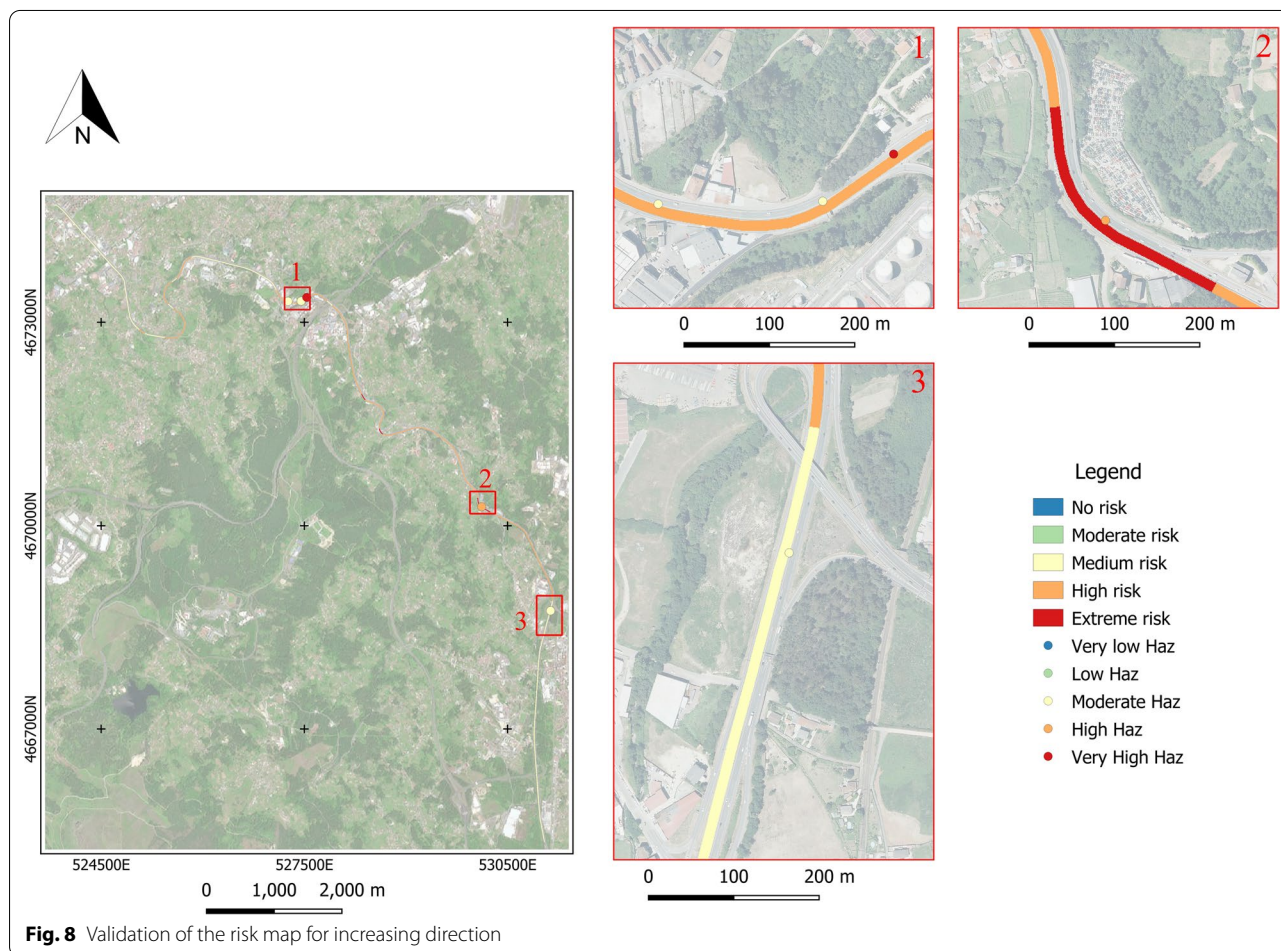 N
1
2
3
4673000N
4670000N
4667000N
524500E 527500E 530500E
0 1,000 2,000 m
1
0 100 200 m
2
0 100 200 m
3
0 100 200 m
Legend
No risk
Moderate risk
Medium risk
High risk
Extreme risk
Very low Haz
Low Haz
Moderate Haz
High Haz
Very High Haz
Fig. 8 Validation of the risk map for increasing direction